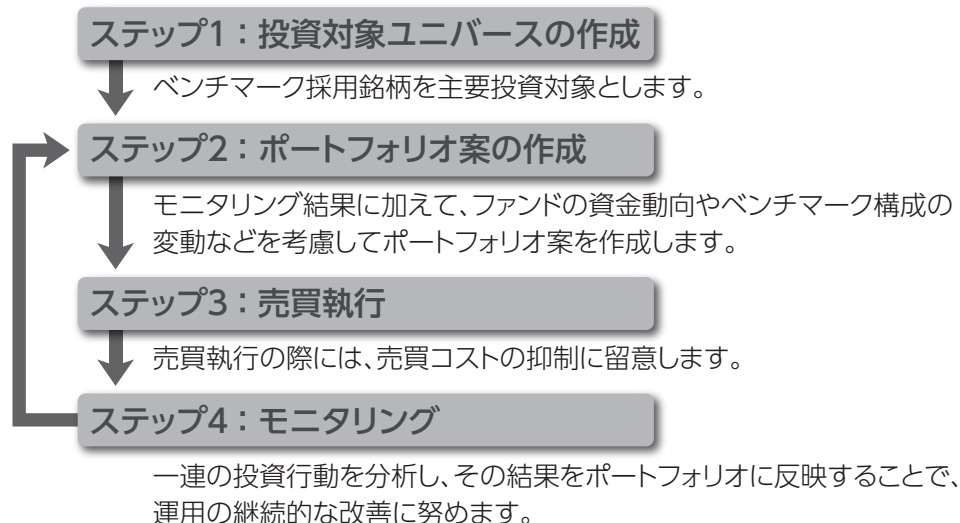 ステップ1：投資対象ユニバースの作成
ベンチマーク採用銘柄を主要投資対象とします。
ステップ2：ポートフォリオ案の作成
モニタリング結果に加えて、ファンドの資金動向やベンチマーク構成の
変動などを考慮してポートフォリオ案を作成します。
ステップ3：売買執行
売買執行の際には、売買コストの抑制に留意します。
ステップ4：モニタリング
一連の投資行動を分析し、その結果をポートフォリオに反映することで、
運用の継続的な改善に努めます。